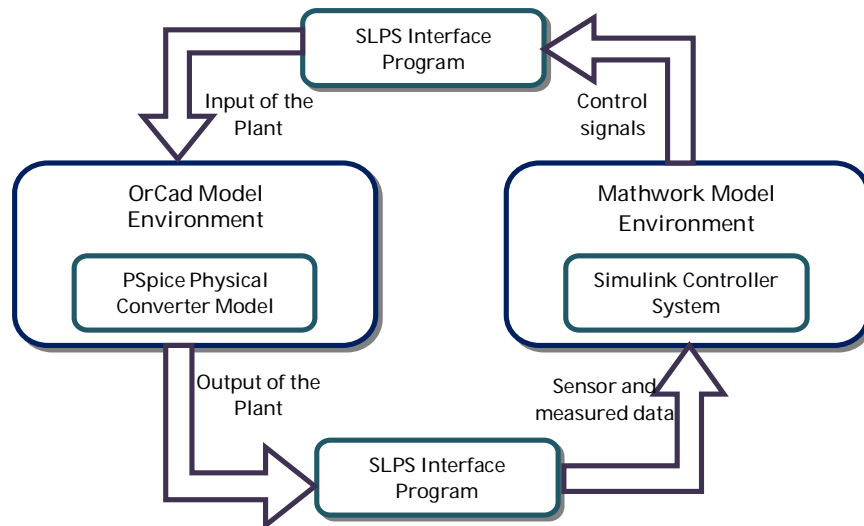 SLPS Interface
Program
Input of the
Plant
Control
signals
OrCad Model
Environment
PSpice Physical
Converter Model
Mathwork Model
Environment
Simulink Controller
System
Output of the
Plant
Sensor and
measured data
SLPS Interface
Program